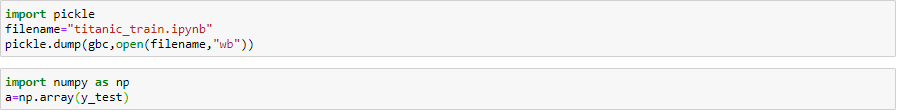 import pickle
filename="titanic_train.ipynb"
pickle.dump(gbc,open(filename,"wb"))
import numpy as np
a=np.array(y_test)